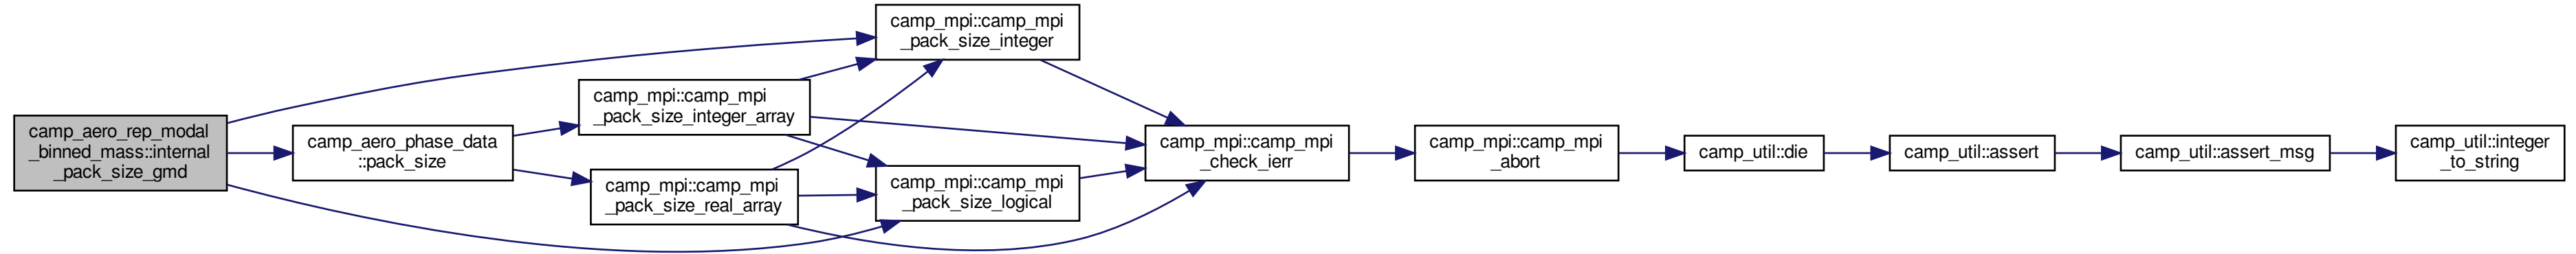 camp_aero_rep_modal
_binned_mass::internal
_pack_size_gmd
camp_aero_phase_data
::pack_size
camp_mpi::camp_mpi
_pack_size_integer_array
camp_mpi::camp_mpi
_pack_size_real_array
camp_mpi::camp_mpi
_pack_size_integer
camp_mpi::camp_mpi
_pack_size_logical
camp_mpi::camp_mpi
_check_ierr
camp_mpi::camp_mpi
_abort
camp_util::die
camp_util::assert
camp_util::assert_msg
camp_util::integer
_to_string